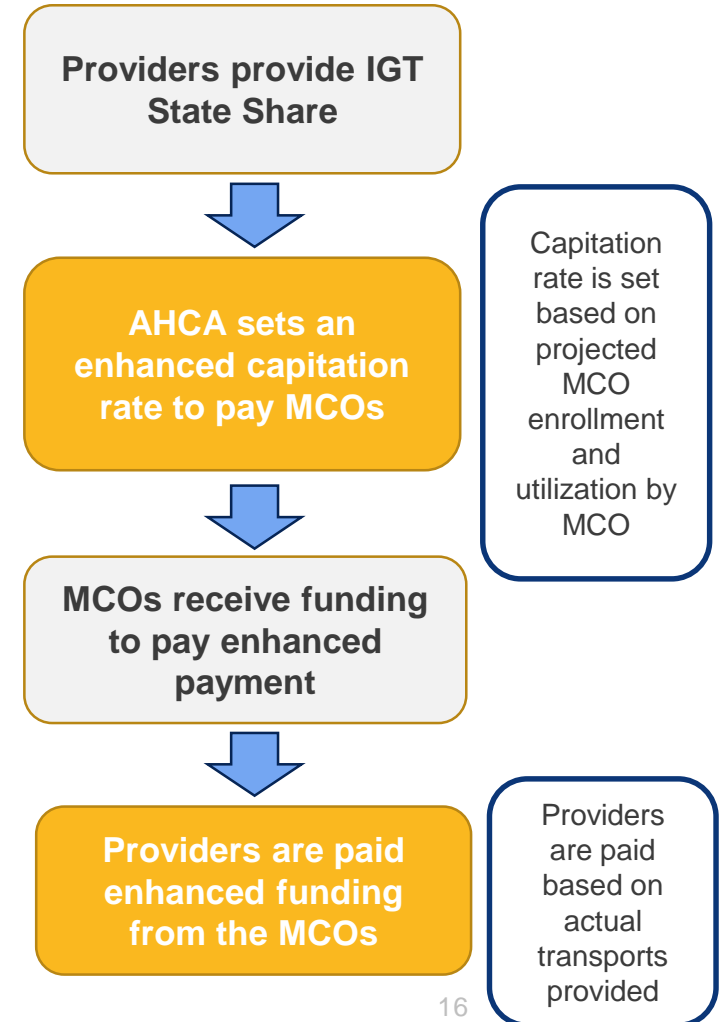 Providers provide IGT
State Share
AHCA sets an
enhanced capitation
rate to pay MCOs
Capitation
rate is set
based on
projected
MCO
enrollment
and
utilization by
MCO
MCOs receive funding
to pay enhanced
payment
Providers are paid
enhanced funding
from the MCOs
Providers
are paid
based on
actual
transports
provided
16